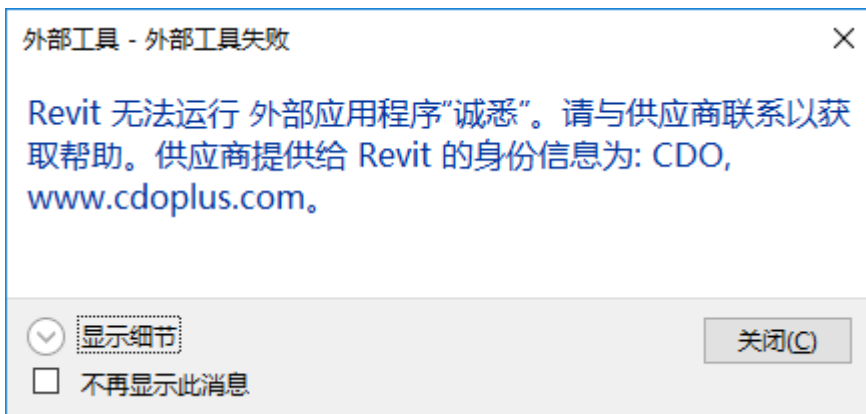 外部工具 - 外部工具失败
Revit 无法运行 外部应用程序“诚悉”。请与供应商联系以获
取帮助。供应商提供给 Revit 的身份信息为: CDO,
www.cdoplus.com。
显示细节
关闭(C)
不再显示此消息